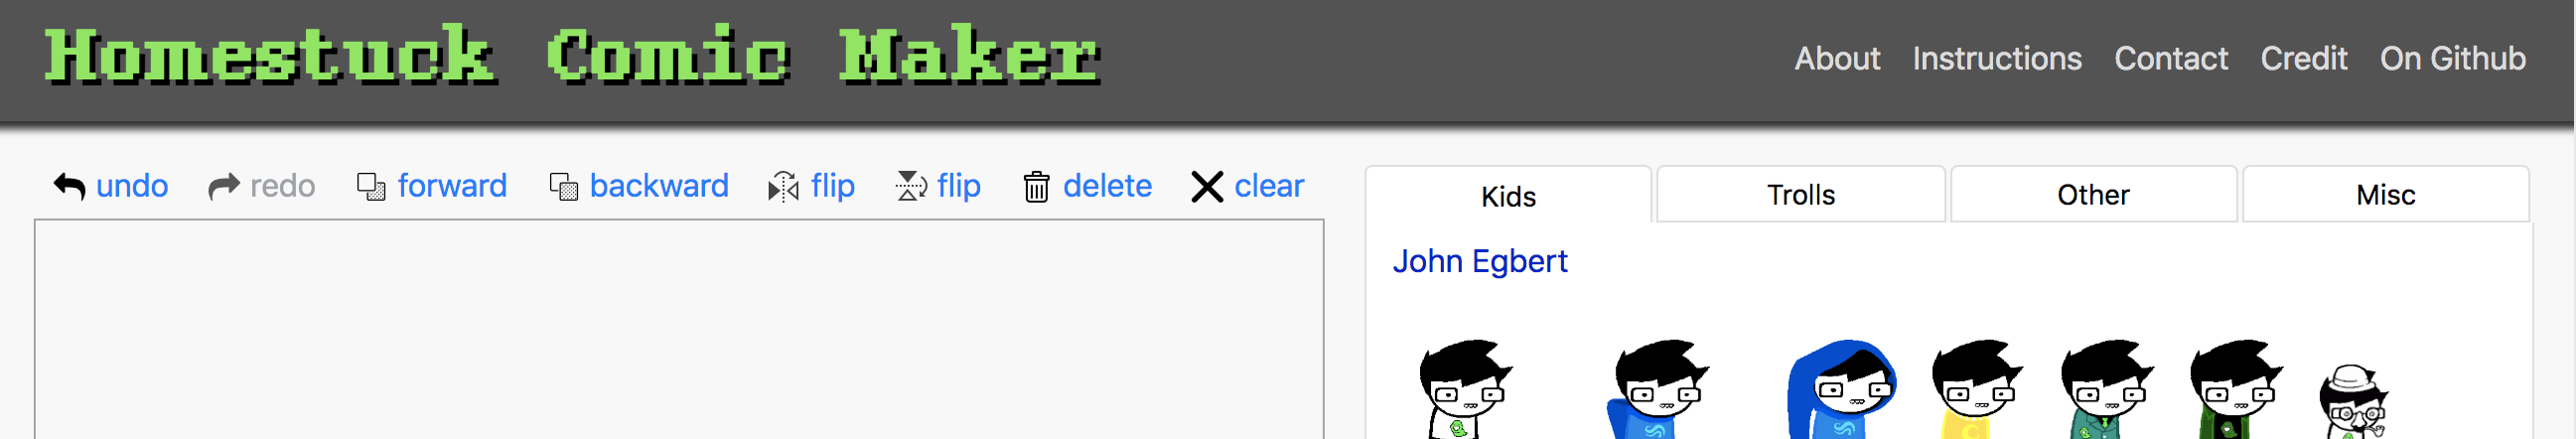 Homestuck Comic Maker
About Instructions Contact Credit On Github
undo redo forward backward flip flip delete clear
Kids Trolls Other Misc
John Egbert